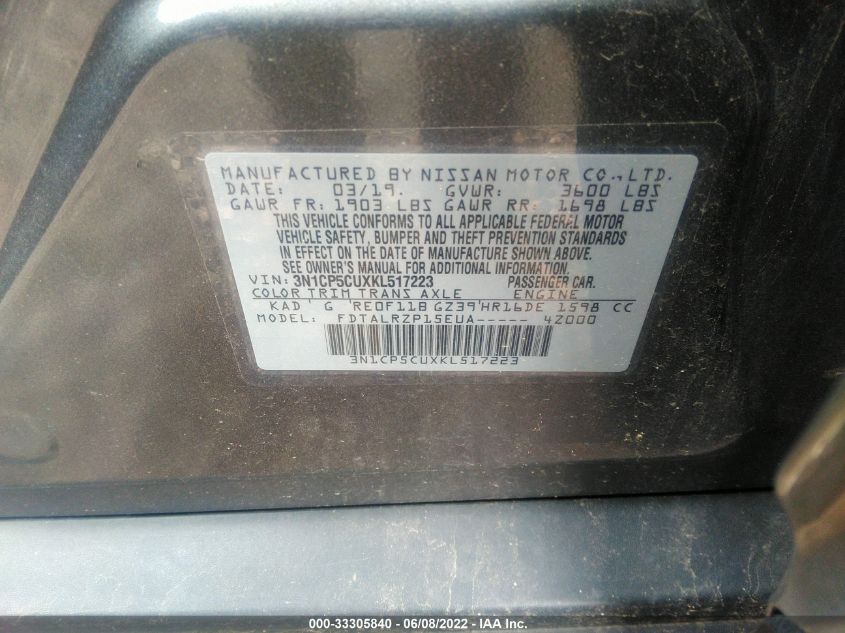 MANUFACTURED BY NISSAN MOTOR CO.,LTD.
DATE: 03/19. GVWR: 3600 LBS
GAWR FR: 1903 LBS GAWR RR: 1698 LBS
THIS VEHICLE CONFORMS TO ALL APPLICABLE FEDERAL MOTOR
VEHICLE SAFETY, BUMPER AND THEFT PREVENTION STANDARDS
IN EFFECT ON THE DATE OF MANUFACTURE SHOWN ABOVE.
SEE OWNER'S MANUAL FOR ADDITIONAL INFORMATION.
VIN: 3N1CP5CUXKL517223 PASSENGER CAR.
COLOR TRIM TRANS AXLE ENGINE
KAD' G 'RE0F11B GZ39'HR16DE 1598 CC
MODEL: FDTALRZP15EUA----- 4Z000
3N1CP5CUXKL517223
000-33305840 - 06/08/2022 - IAA Inc.